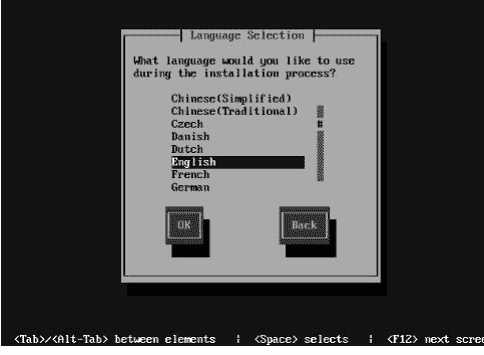 Language Selection
What language would you like to use
during the installation process?
Chinese(Simplified)
Chinese(Traditional)
Czech
Danish
Dutch
English
French
German
OK
Back
<Tab>/<Alt-Tab> between elements | <Space> selects | <F12> next scree